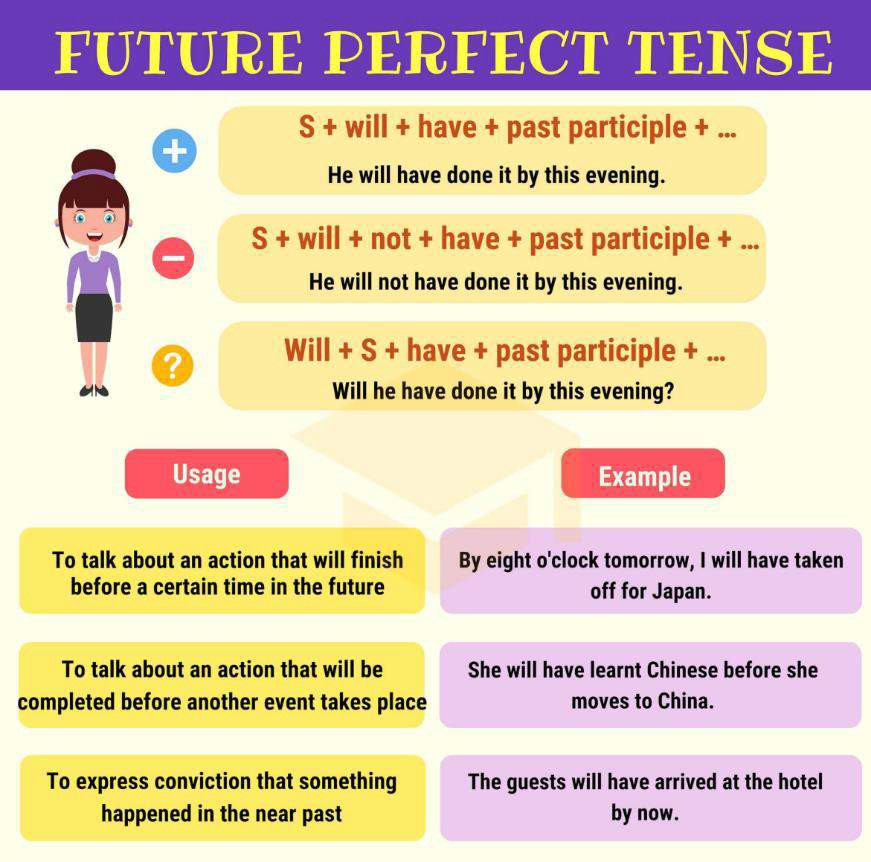 FUTURE PERFECT TENSE
+
S + will + have + past participle + ...
He will have done it by this evening.
−
S + will + not + have + past participle + ...
He will not have done it by this evening.
?
Will + S + have + past participle + ...
Will he have done it by this evening?
Usage
Example
To talk about an action that will finish
before a certain time in the future
By eight o'clock tomorrow, I will have taken
off for Japan.
To talk about an action that will be
completed before another event takes place
She will have learnt Chinese before she
moves to China.
To express conviction that something
happened in the near past
The guests will have arrived at the hotel
by now.